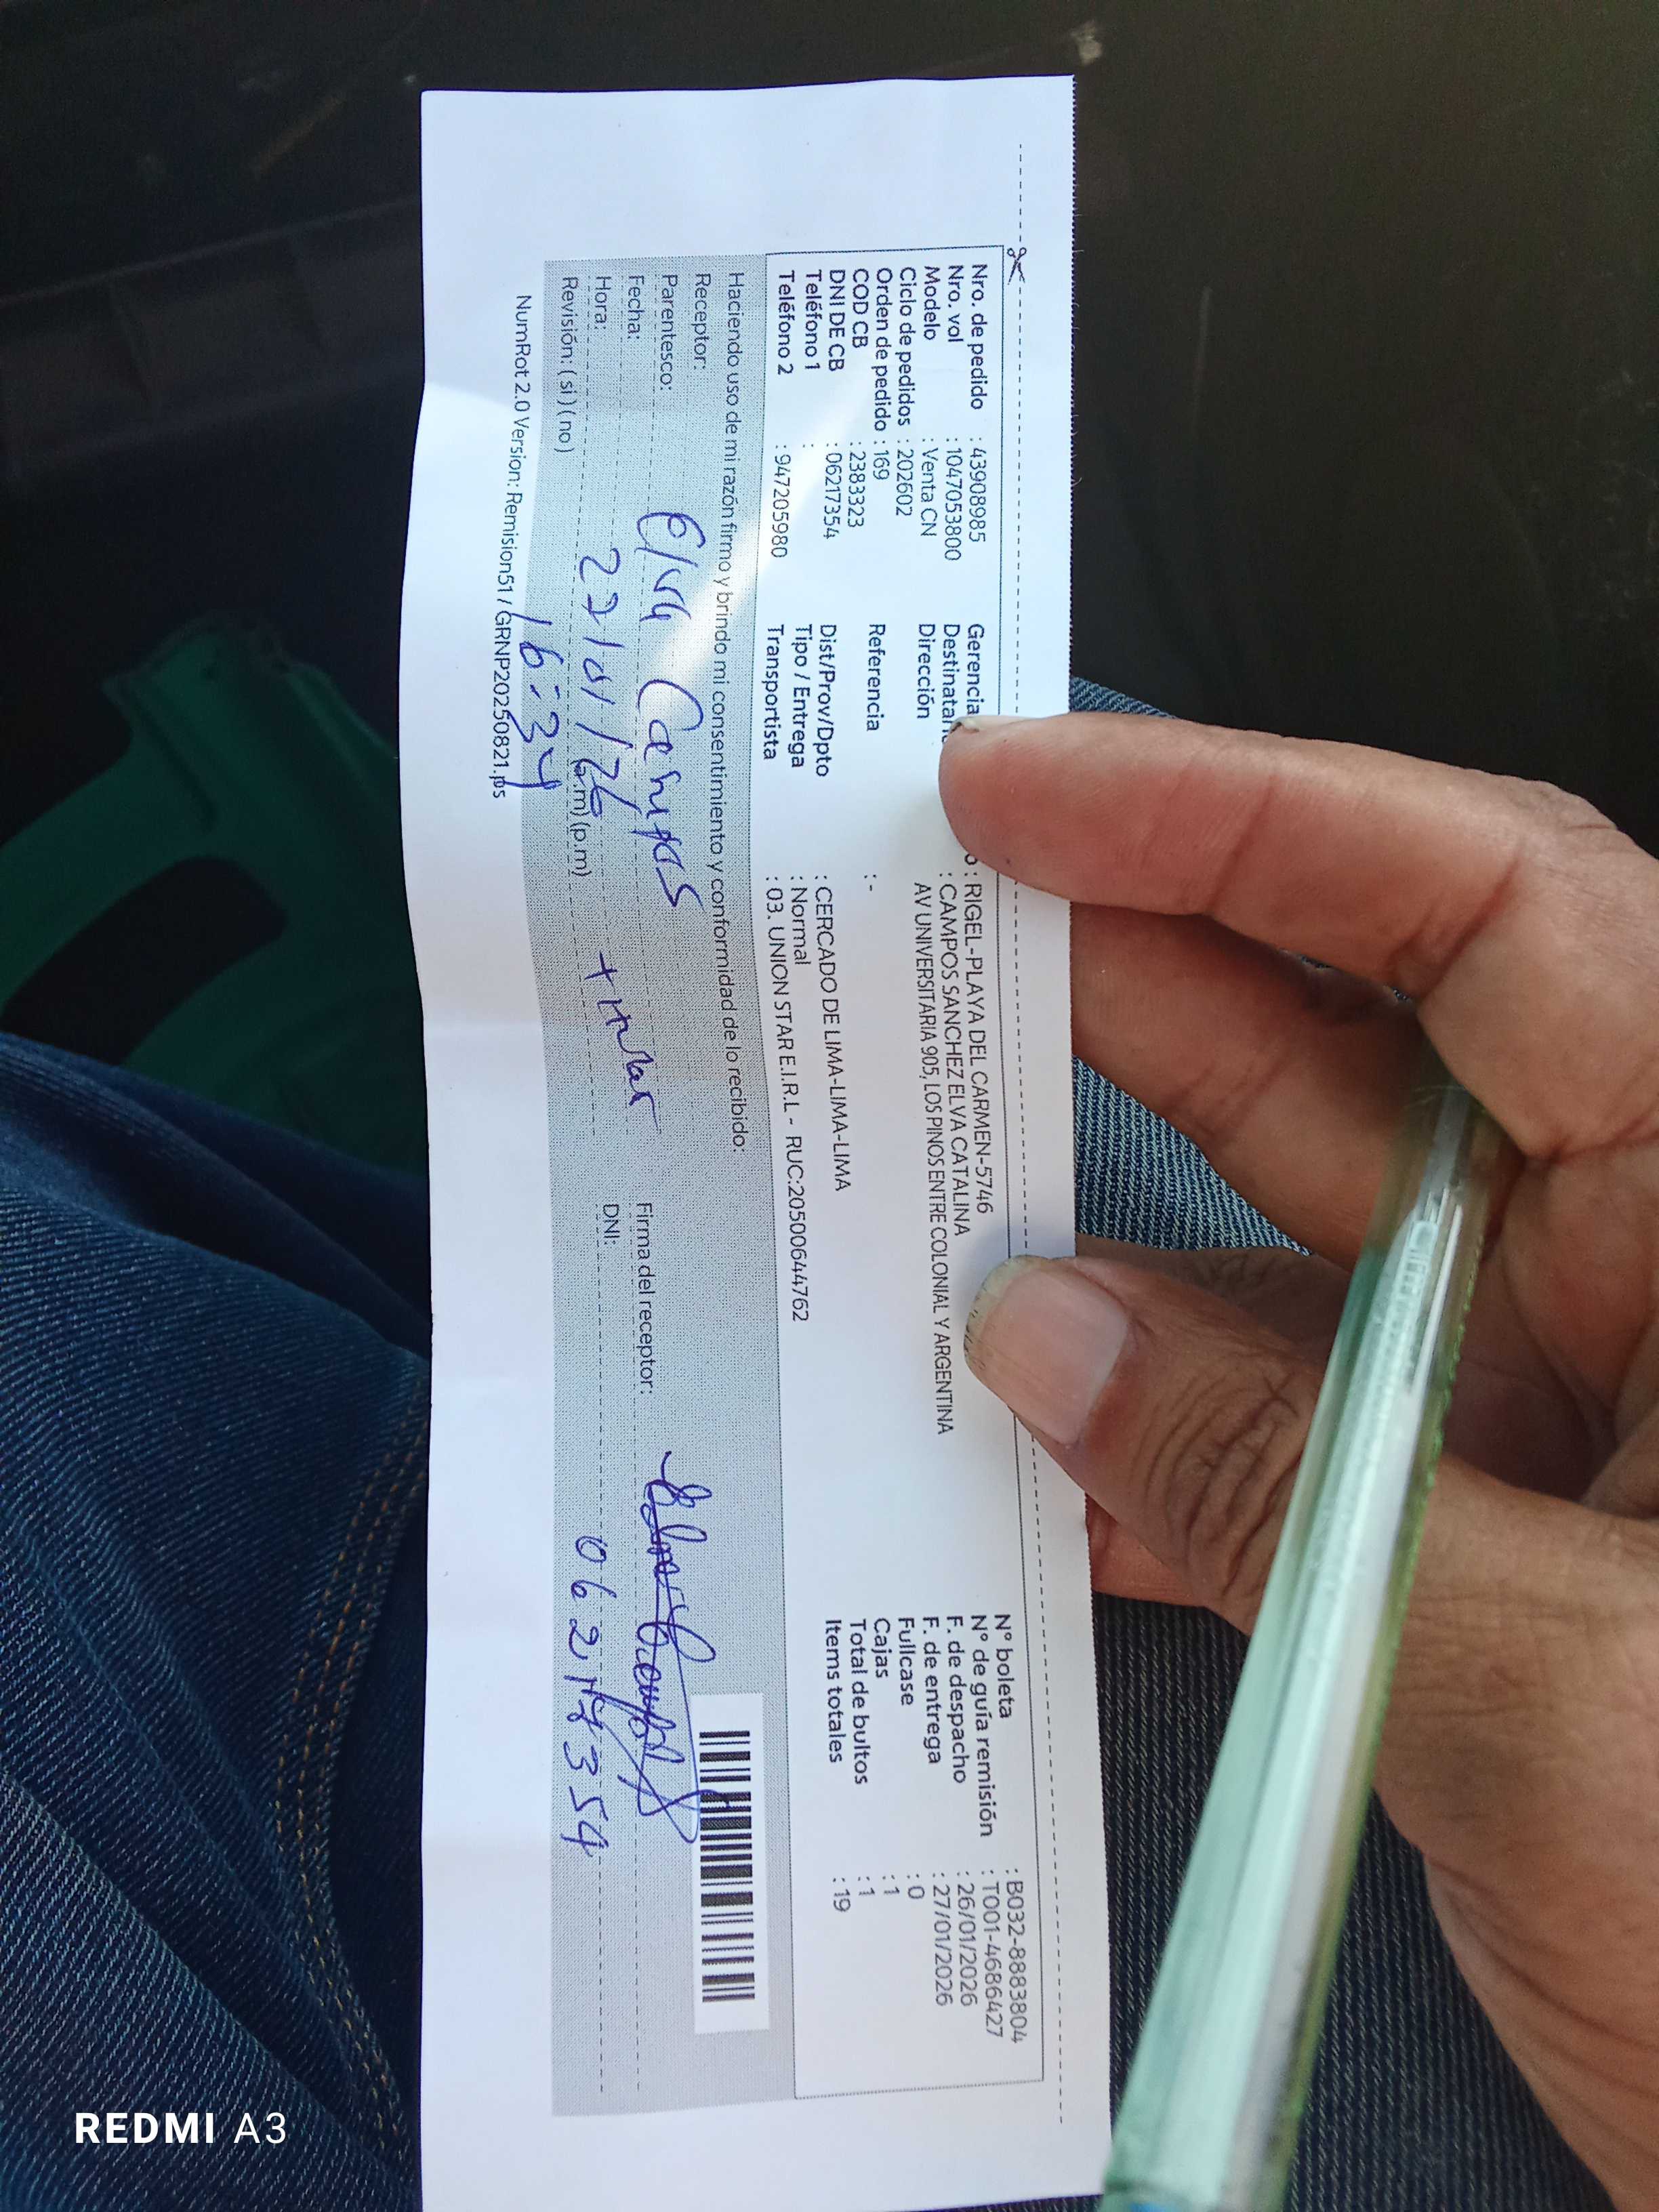 Nro. de pedido : 43908985
Nro. vol : 1047053800
Modelo : Venta CN
Ciclo de pedidos : 202602
Orden de pedido : 169
COD CB : 2383323
DNI DE CB : 06217354
Teléfono 1 :
Teléfono 2 : 947205980
Gerencia : RIGEL-PLAYA DEL CARMEN-5746
: CAMPOS SANCHEZ ELVA CATALINA
Dirección AV UNIVERSITARIA 905, LOS PINOS ENTRE COLONIAL Y ARGENTINA
Referencia : -
Dist/Prov/Dpto : CERCADO DE LIMA-LIMA-LIMA
Tipo / Entrega : Normal
Transportista : 03. UNION STAR E.I.R.L - RUC:20500644762
N° boleta : B032-8883804
N° de guía remisión : T001-4686427
F. de despacho : 26/01/2026
F. de entrega : 27/01/2026
Fullcase : 0
Cajas : 1
Total de bultos : 1
Items totales : 19
Haciendo uso de mi razón firmo y brindo mi consentimiento y conformidad de lo recibido:
Receptor: Elva Campos
Parentesco:
Fecha: 27/01/26
Hora: 16:34 (a.m) (p.m)
Revisión: ( si ) ( no )
Firma del receptor:
DNI: 06217354
NumRot 2.0 Version: Remision51 / GRNP20250821.ps
REDMI A3